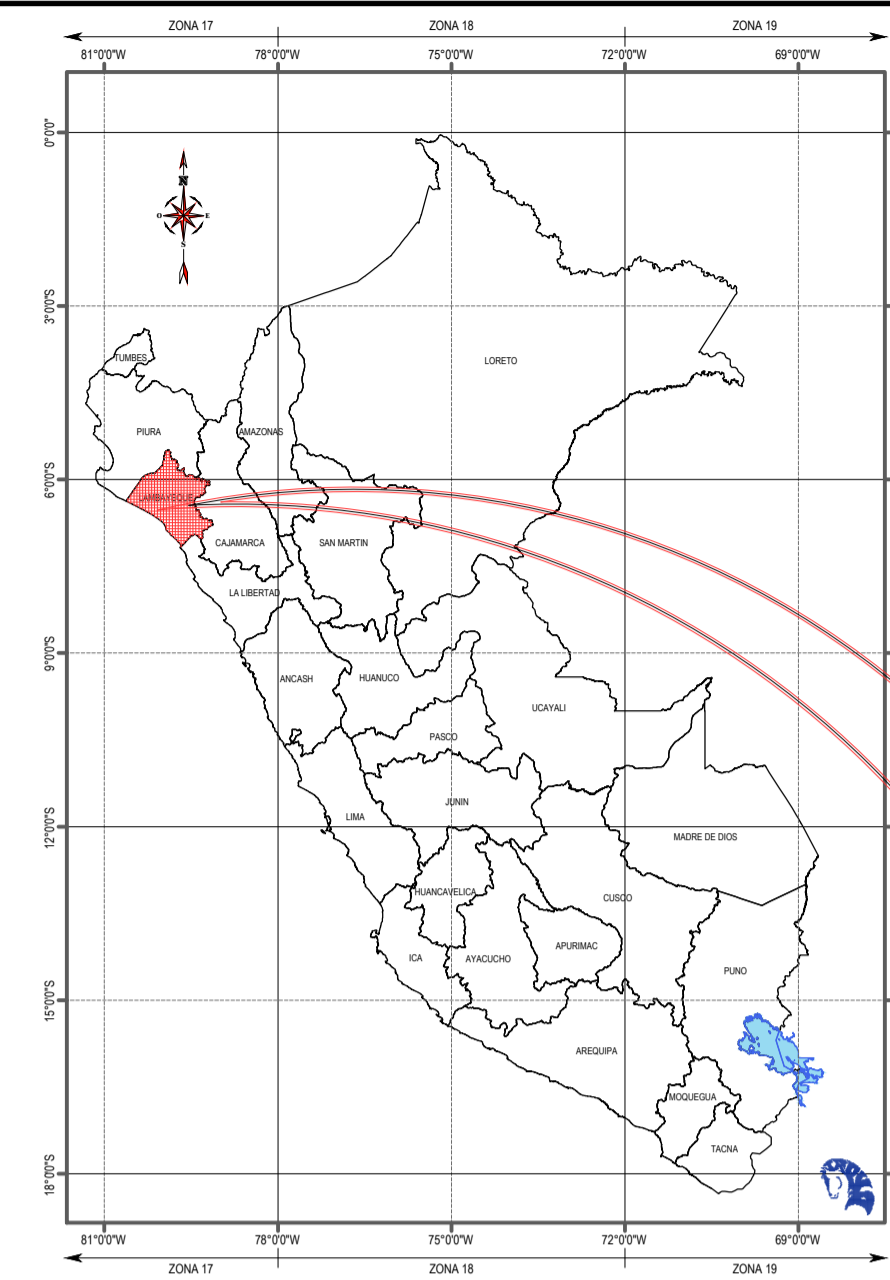 ZONA 17 ZONA 18 ZONA 19
81°0'0"W 78°0'0"W 75°0'0"W 72°0'0"W 69°0'0"W
0°0'0"
3°0'0"S
6°0'0"S
9°0'0"S
12°0'0"S
15°0'0"S
18°0'0"S
N
O E
S
TUMBES
LORETO
PIURA
AMAZONAS
LAMBAYEQUE
CAJAMARCA
SAN MARTIN
LA LIBERTAD
ANCASH
HUANUCO
UCAYALI
PASCO
JUNIN
LIMA
MADRE DE DIOS
HUANCAVELICA
CUSCO
ICA
AYACUCHO
APURIMAC
PUNO
AREQUIPA
MOQUEGUA
TACNA
81°0'0"W 78°0'0"W 75°0'0"W 72°0'0"W 69°0'0"W
ZONA 17 ZONA 18 ZONA 19